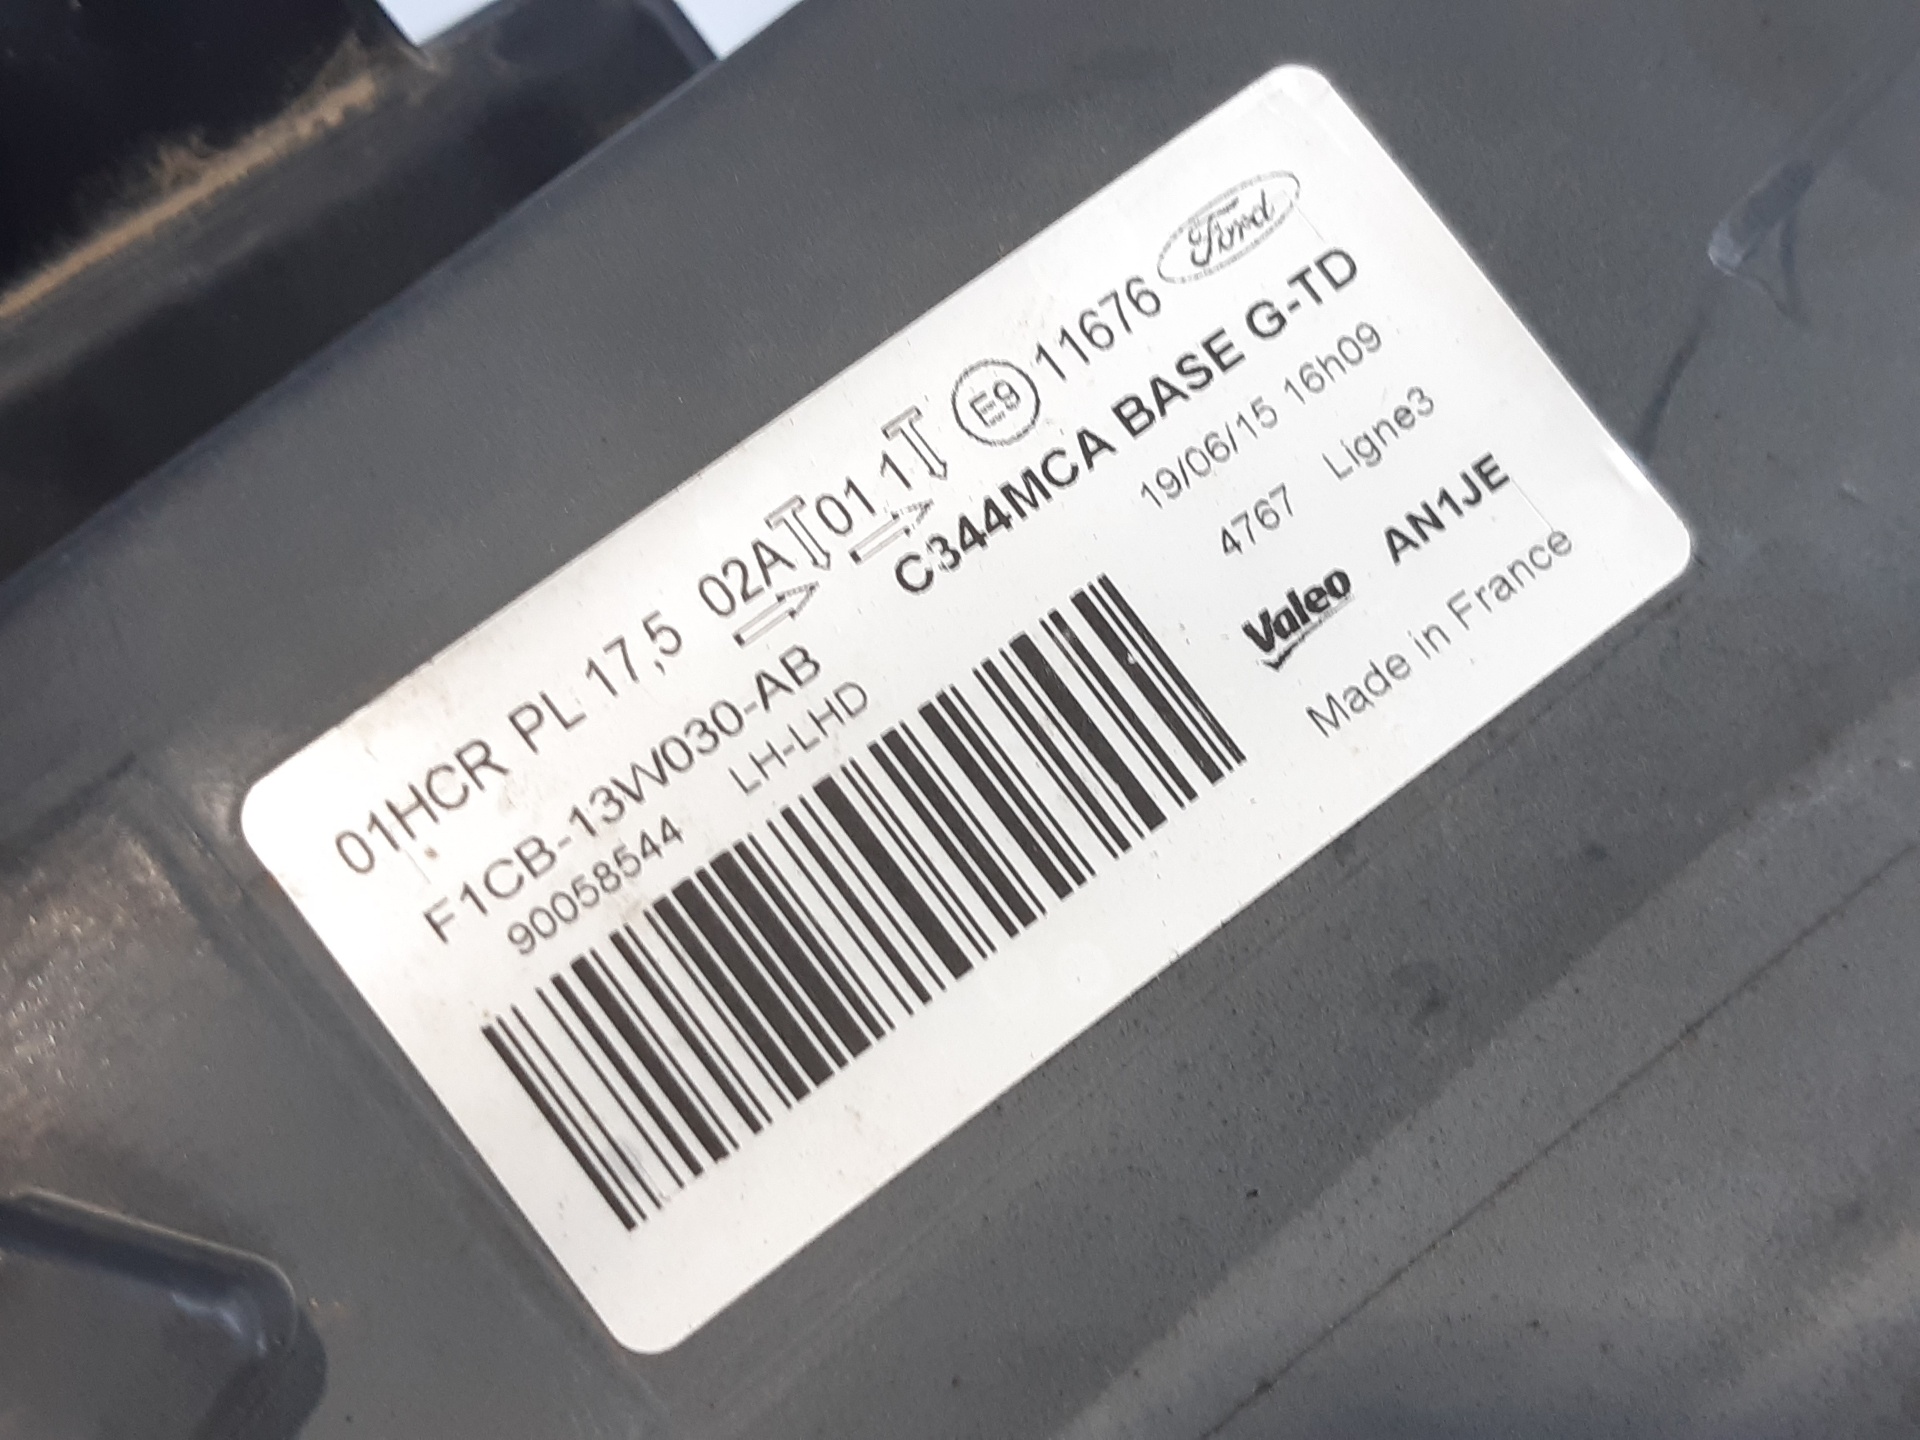 01HCR PL 17,5 02A 01 1 E9 11676 Ford
F1CB-13W030-AB C344MCA BASE G-TD
90058544 LH-LHD 19/06/15 16h09
4767 Ligne3
Valeo AN1JE
Made in France